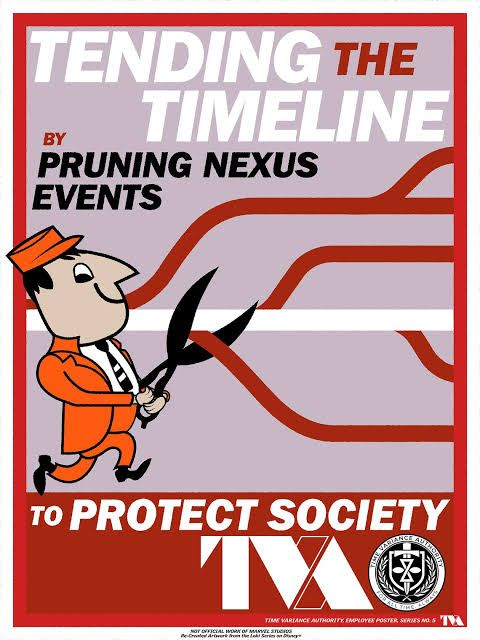 TENDING THE
TIMELINE
BY
PRUNING NEXUS
EVENTS
TO PROTECT SOCIETY
TVA
TIME VARIANCE AUTHORITY
FOR ALL TIME. ALWAYS.
TIME VARIANCE AUTHORITY, EMPLOYEE POSTER, SERIES NO. 5 TVA
NOT OFFICIAL WORK OF MARVEL STUDIOS
Re-Created Artwork from the Loki Series on Disney+